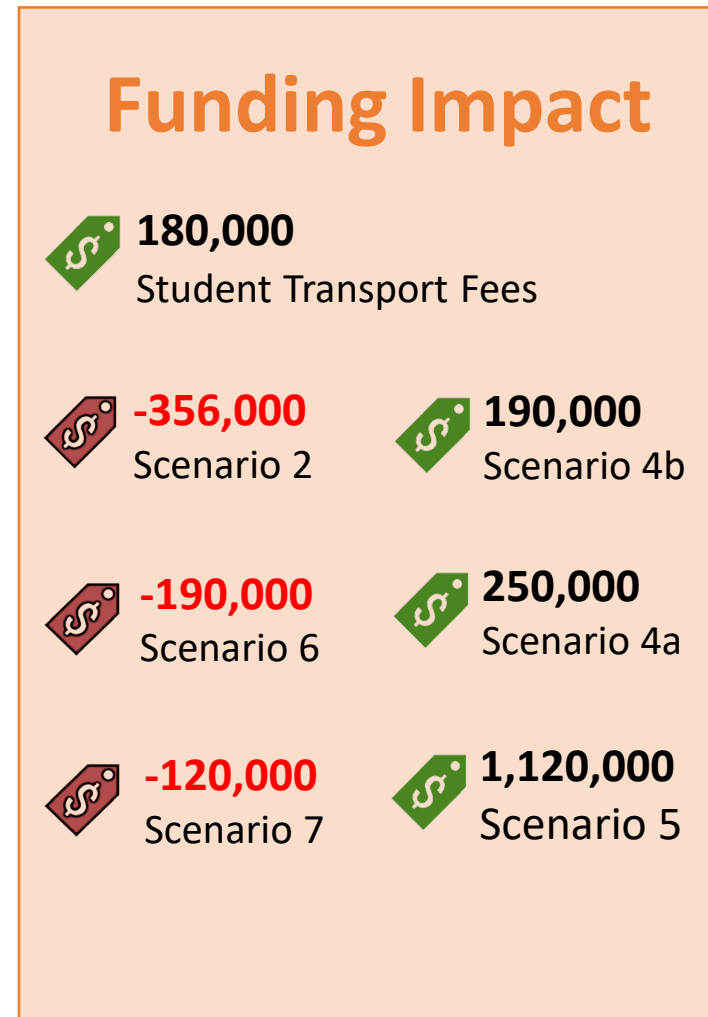 Funding Impact
180,000
Student Transport Fees
-356,000
Scenario 2
190,000
Scenario 4b
-190,000
Scenario 6
250,000
Scenario 4a
-120,000
Scenario 7
1,120,000
Scenario 5